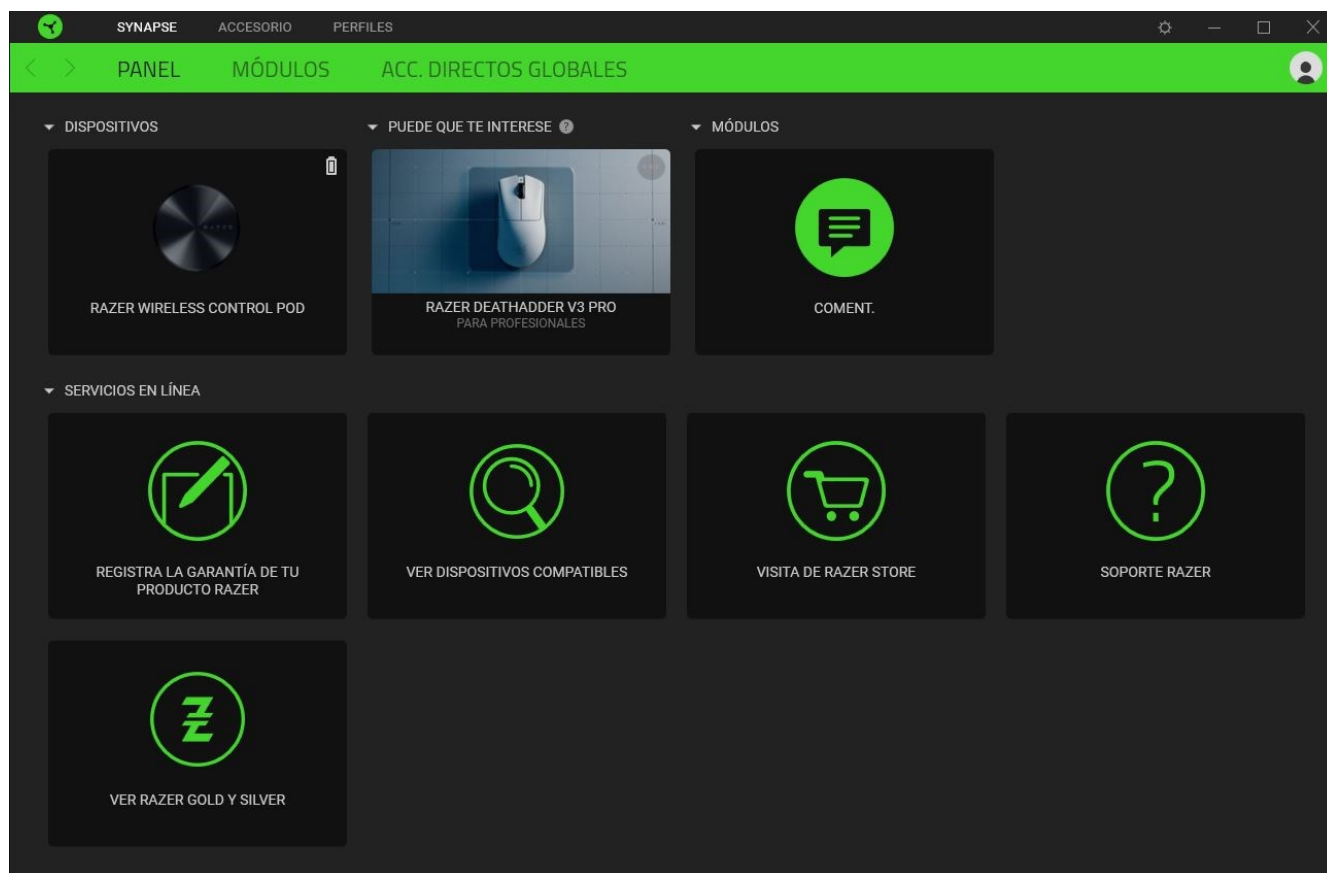 SYNAPSE ACCESORIO PERFILES
PANEL MÓDULOS ACC. DIRECTOS GLOBALES
DISPOSITIVOS
RAZER WIRELESS CONTROL POD
PUEDE QUE TE INTERESE ?
RAZER DEATHADDER V3 PRO
PARA PROFESIONALES
MÓDULOS
COMENT.
SERVICIOS EN LÍNEA
REGISTRA LA GARANTÍA DE TU
PRODUCTO RAZER
VER DISPOSITIVOS COMPATIBLES
VISITA DE RAZER STORE
SOPORTE RAZER
VER RAZER GOLD Y SILVER